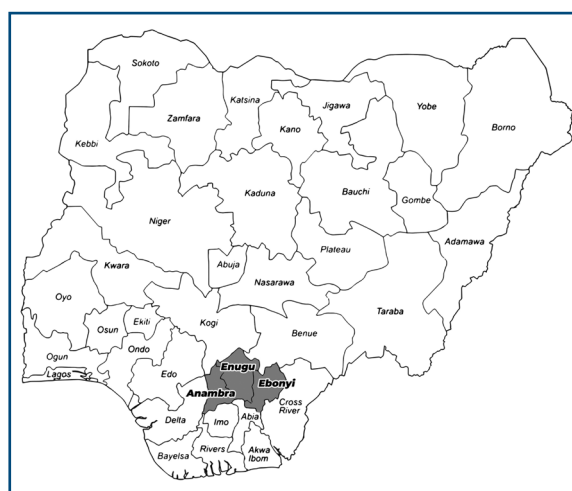 Sokoto
Katsina
Jigawa
Yobe
Borno
Zamfara
Kano
Kebbi
Kaduna
Bauchi
Gombe
Niger
Adamawa
Plateau
Abuja
Kwara
Nasarawa
Oyo
Taraba
Ekiti
Kogi
Osun
Benue
Ondo
Ogun
Enugu
Lagos
Edo
Ebonyi
Anambra
Cross
River
Delta
Imo
Abia
Bayelsa
Rivers
Akwa
Ibom